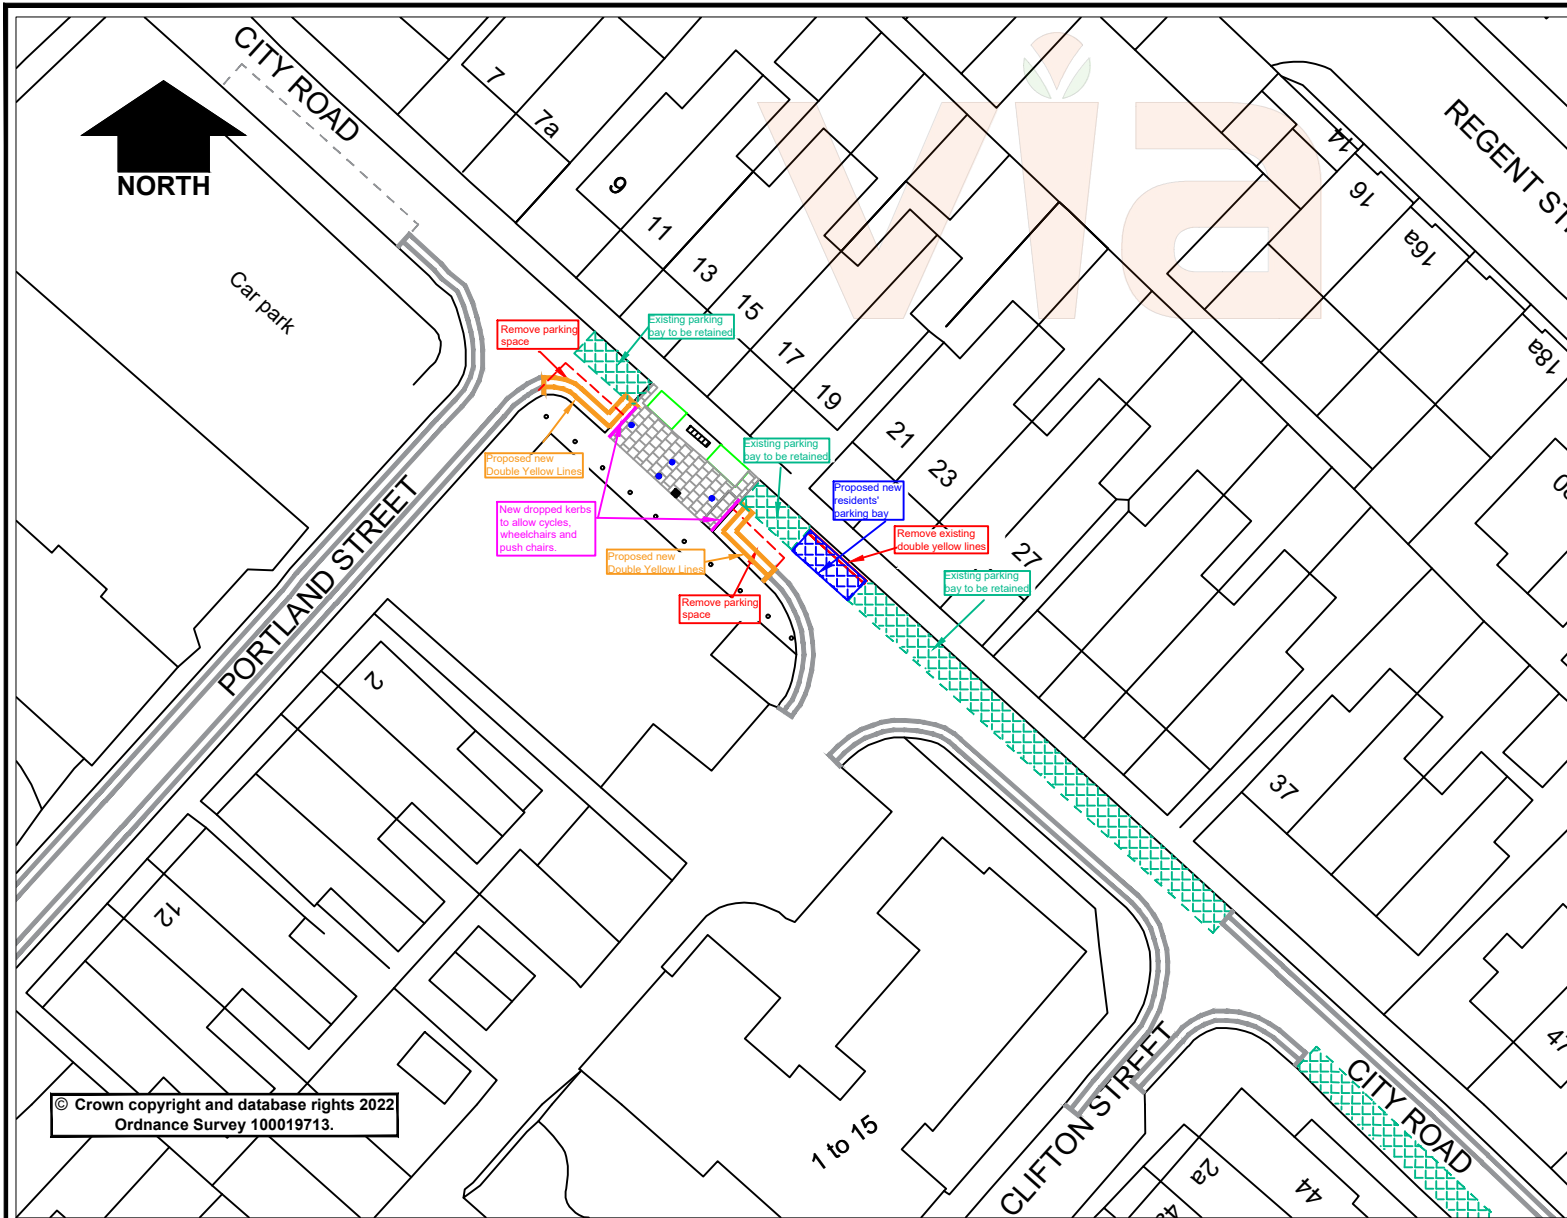 CITY ROAD
NORTH
via
7
7a
9
11
13
15
17
19
21
23
27
37
14
16
16a
18a
REGENT ST
Car park
Remove parking
space
Existing parking
bay to be retained
Proposed new
Double Yellow Lines
New dropped kerbs
to allow cycles,
wheelchairs and
push chairs.
Existing parking
bay to be retained
Proposed new
residents'
parking bay
Remove existing
double yellow lines
Existing parking
bay to be retained
Proposed new
Double Yellow Lines
Remove parking
space
PORTLAND STREET
2
12
1 to 15
CLIFTON STREET
CITY ROAD
2a
44
47
© Crown copyright and database rights 2022
Ordnance Survey 100019713.